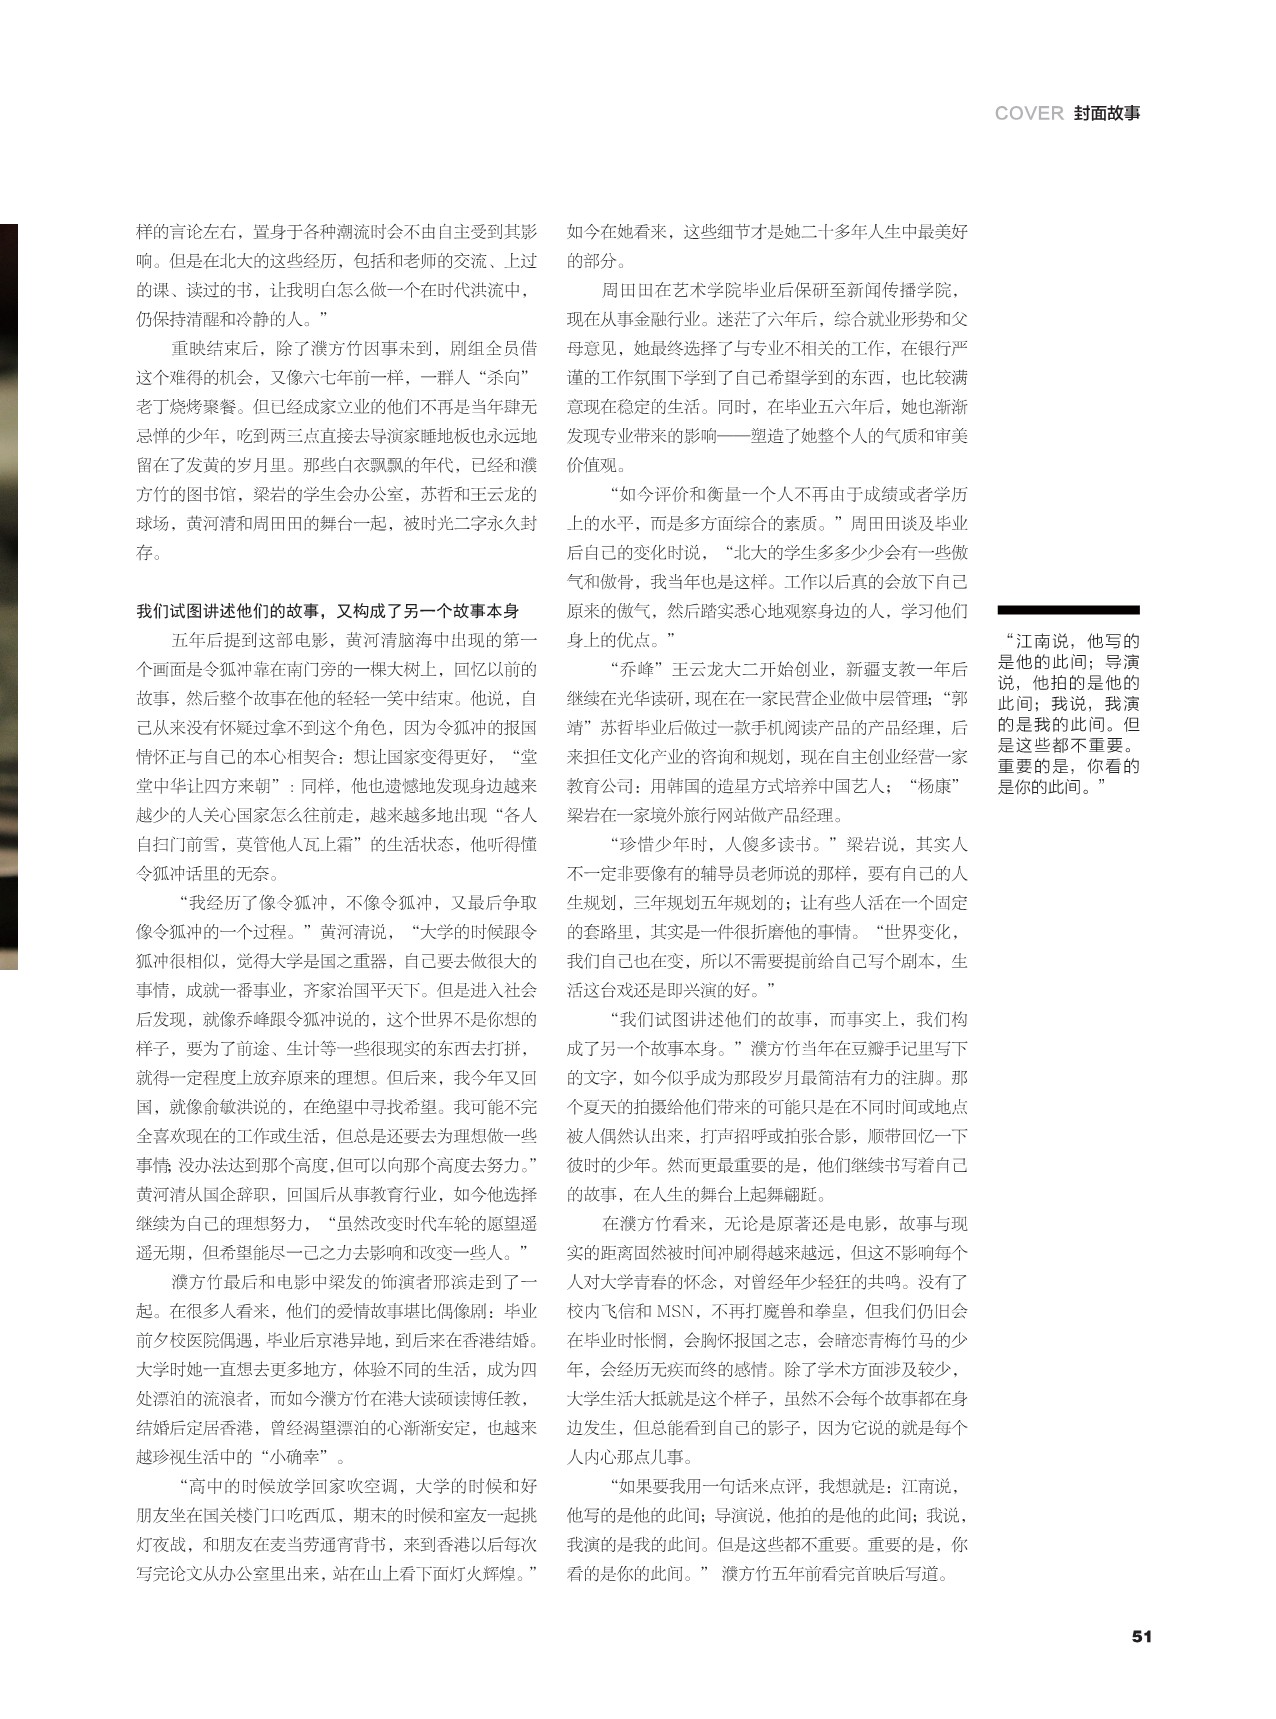 COVER 封面故事
样的言论左右，置身于各种潮流时会不由自主受到其影
响。但是在北大的这些经历，包括和老师的交流、上过
的课、读过的书，让我明白怎么做一个在时代洪流中，
仍保持清醒和冷静的人。”
重映结束后，除了濮方竹因事未到，剧组全员借
这个难得的机会，又像六七年前一样，一群人“杀向”
老丁烧烤聚餐。但已经成家立业的他们不再是当年肆无
忌惮的少年，吃到两三点直接去导演家睡地板也永远地
留在了发黄的岁月里。那些白衣飘飘的年代，已经和濮
方竹的图书馆，梁岩的学生会办公室，苏哲和王云龙的
球场，黄河清和周田田的舞台一起，被时光二字永久封
存。
我们试图讲述他们的故事，又构成了另一个故事本身
五年后提到这部电影，黄河清脑海中出现的第一
个画面是令狐冲靠在南门旁的一棵大树上，回忆以前的
故事，然后整个故事在他的轻轻一笑中结束。他说，自
己从来没有怀疑过拿不到这个角色，因为令狐冲的报国
情怀正与自己的本心相契合：想让国家变得更好，“堂
堂中华让四方来朝”：同样，他也遗憾地发现身边越来
越少的人关心国家怎么往前走，越来越多地出现“各人
自扫门前雪，莫管他人瓦上霜”的生活状态，他听得懂
令狐冲话里的无奈。
“我经历了像令狐冲，不像令狐冲，又最后争取
像令狐冲的一个过程。”黄河清说，“大学的时候跟令
狐冲很相似，觉得大学是国之重器，自己要去做很大的
事情，成就一番事业，齐家治国平天下。但是进入社会
后发现，就像乔峰跟令狐冲说的，这个世界不是你想的
样子，要为了前途、生计等一些很现实的东西去打拼，
就得一定程度上放弃原来的理想。但后来，我今年又回
国，就像俞敏洪说的，在绝望中寻找希望。我可能不完
全喜欢现在的工作或生活，但总是还要去为理想做一些
事情；没办法达到那个高度，但可以向那个高度去努力。”
黄河清从国企辞职，回国后从事教育行业，如今他选择
继续为自己的理想努力，“虽然改变时代车轮的愿望遥
遥无期，但希望能尽一己之力去影响和改变一些人。”
濮方竹最后和电影中梁发的饰演者邢滨走到了一
起。在很多人看来，他们的爱情故事堪比偶像剧：毕业
前夕校医院偶遇，毕业后京港异地，到后来在香港结婚。
大学时她一直想去更多地方，体验不同的生活，成为四
处漂泊的流浪者，而如今濮方竹在港大读硕读博任教，
结婚后定居香港，曾经渴望漂泊的心渐渐安定，也越来
越珍视生活中的“小确幸”。
“高中的时候放学回家吹空调，大学的时候和好
朋友坐在国关楼门口吃西瓜，期末的时候和室友一起挑
灯夜战，和朋友在麦当劳通宵背书，来到香港以后每次
写完论文从办公室里出来，站在山上看下面灯火辉煌。”
如今在她看来，这些细节才是她二十多年人生中最美好
的部分。
周田田在艺术学院毕业后保研至新闻传播学院，
现在从事金融行业。迷茫了六年后，综合就业形势和父
母意见，她最终选择了与专业不相关的工作，在银行严
谨的工作氛围下学到了自己希望学到的东西，也比较满
意现在稳定的生活。同时，在毕业五六年后，她也渐渐
发现专业带来的影响——塑造了她整个人的气质和审美
价值观。
“如今评价和衡量一个人不再由于成绩或者学历
上的水平，而是多方面综合的素质。”周田田谈及毕业
后自己的变化时说，“北大的学生多多少少会有一些傲
气和傲骨，我当年也是这样。工作以后真的会放下自己
原来的傲气，然后踏实悉心地观察身边的人，学习他们
身上的优点。”
“乔峰”王云龙大二开始创业，新疆支教一年后
继续在光华读研，现在在一家民营企业做中层管理；“郭
靖”苏哲毕业后做过一款手机阅读产品的产品经理，后
来担任文化产业的咨询和规划，现在自主创业经营一家
教育公司：用韩国的造星方式培养中国艺人；“杨康”
梁岩在一家境外旅行网站做产品经理。
“珍惜少年时，人傻多读书。”梁岩说，其实人
不一定非要像有的辅导员老师说的那样，要有自己的人
生规划，三年规划五年规划的；让有些人活在一个固定
的套路里，其实是一件很折磨他的事情。“世界变化，
我们自己也在变，所以不需要提前给自己写个剧本，生
活这台戏还是即兴演的好。”
“我们试图讲述他们的故事，而事实上，我们构
成了另一个故事本身。”濮方竹当年在豆瓣手记里写下
的文字，如今似乎成为那段岁月最简洁有力的注脚。那
个夏天的拍摄给他们带来的可能只是在不同时间或地点
被人偶然认出来，打声招呼或拍张合影，顺带回忆一下
彼时的少年。然而更最重要的是，他们继续书写着自己
的故事，在人生的舞台上起舞翩跹。
在濮方竹看来，无论是原著还是电影，故事与现
实的距离固然被时间冲刷得越来越远，但这不影响每个
人对大学青春的怀念，对曾经年少轻狂的共鸣。没有了
校内飞信和 MSN，不再打魔兽和拳皇，但我们仍旧会
在毕业时怅惘，会胸怀报国之志，会暗恋青梅竹马的少
年，会经历无疾而终的感情。除了学术方面涉及较少，
大学生活大抵就是这个样子，虽然不会每个故事都在身
边发生，但总能看到自己的影子，因为它说的就是每个
人内心那点儿事。
“如果要我用一句话来点评，我想就是：江南说，
他写的是他的此间；导演说，他拍的是他的此间；我说，
我演的是我的此间。但是这些都不重要。重要的是，你
看的是你的此间。” 濮方竹五年前看完首映后写道。
“江南说，他写的
是他的此间；导演
说，他拍的是他的
此间；我说，我演
的是我的此间。但
是这些都不重要。
重要的是，你看的
是你的此间。”
51